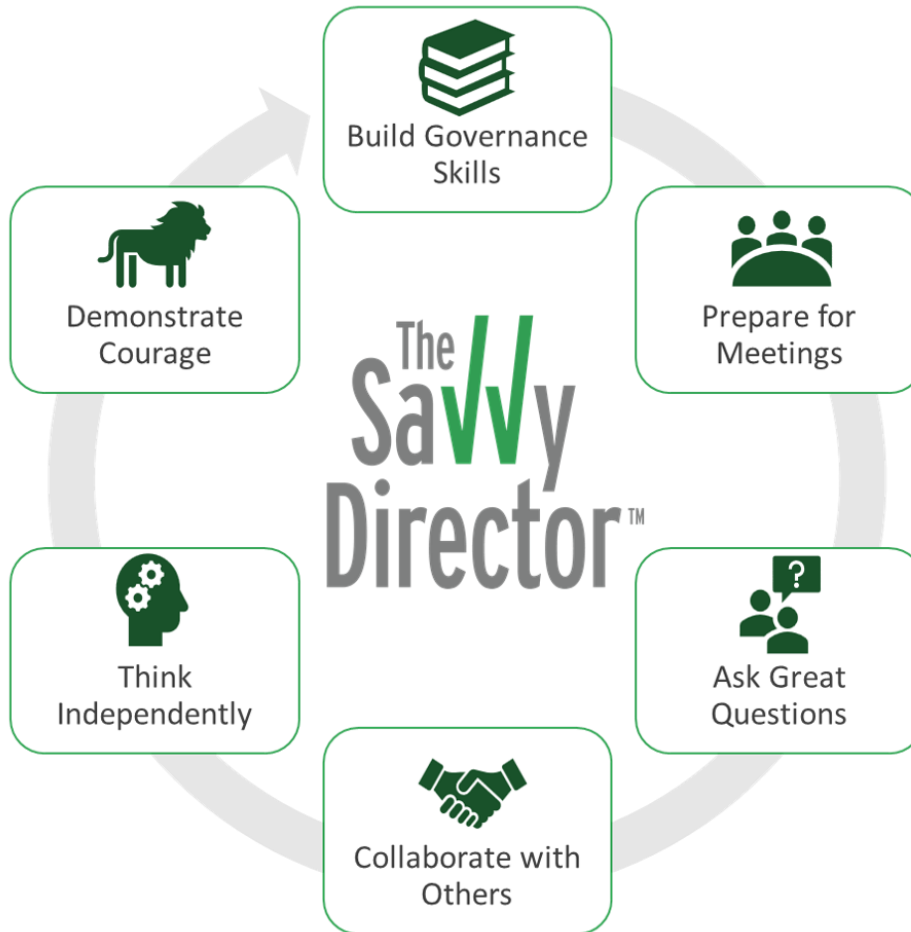 Build Governance
Skills
Prepare for
Meetings
?
Ask Great
Questions
Collaborate with
Others
Think
Independently
Demonstrate
Courage
The
Savvy
Director™